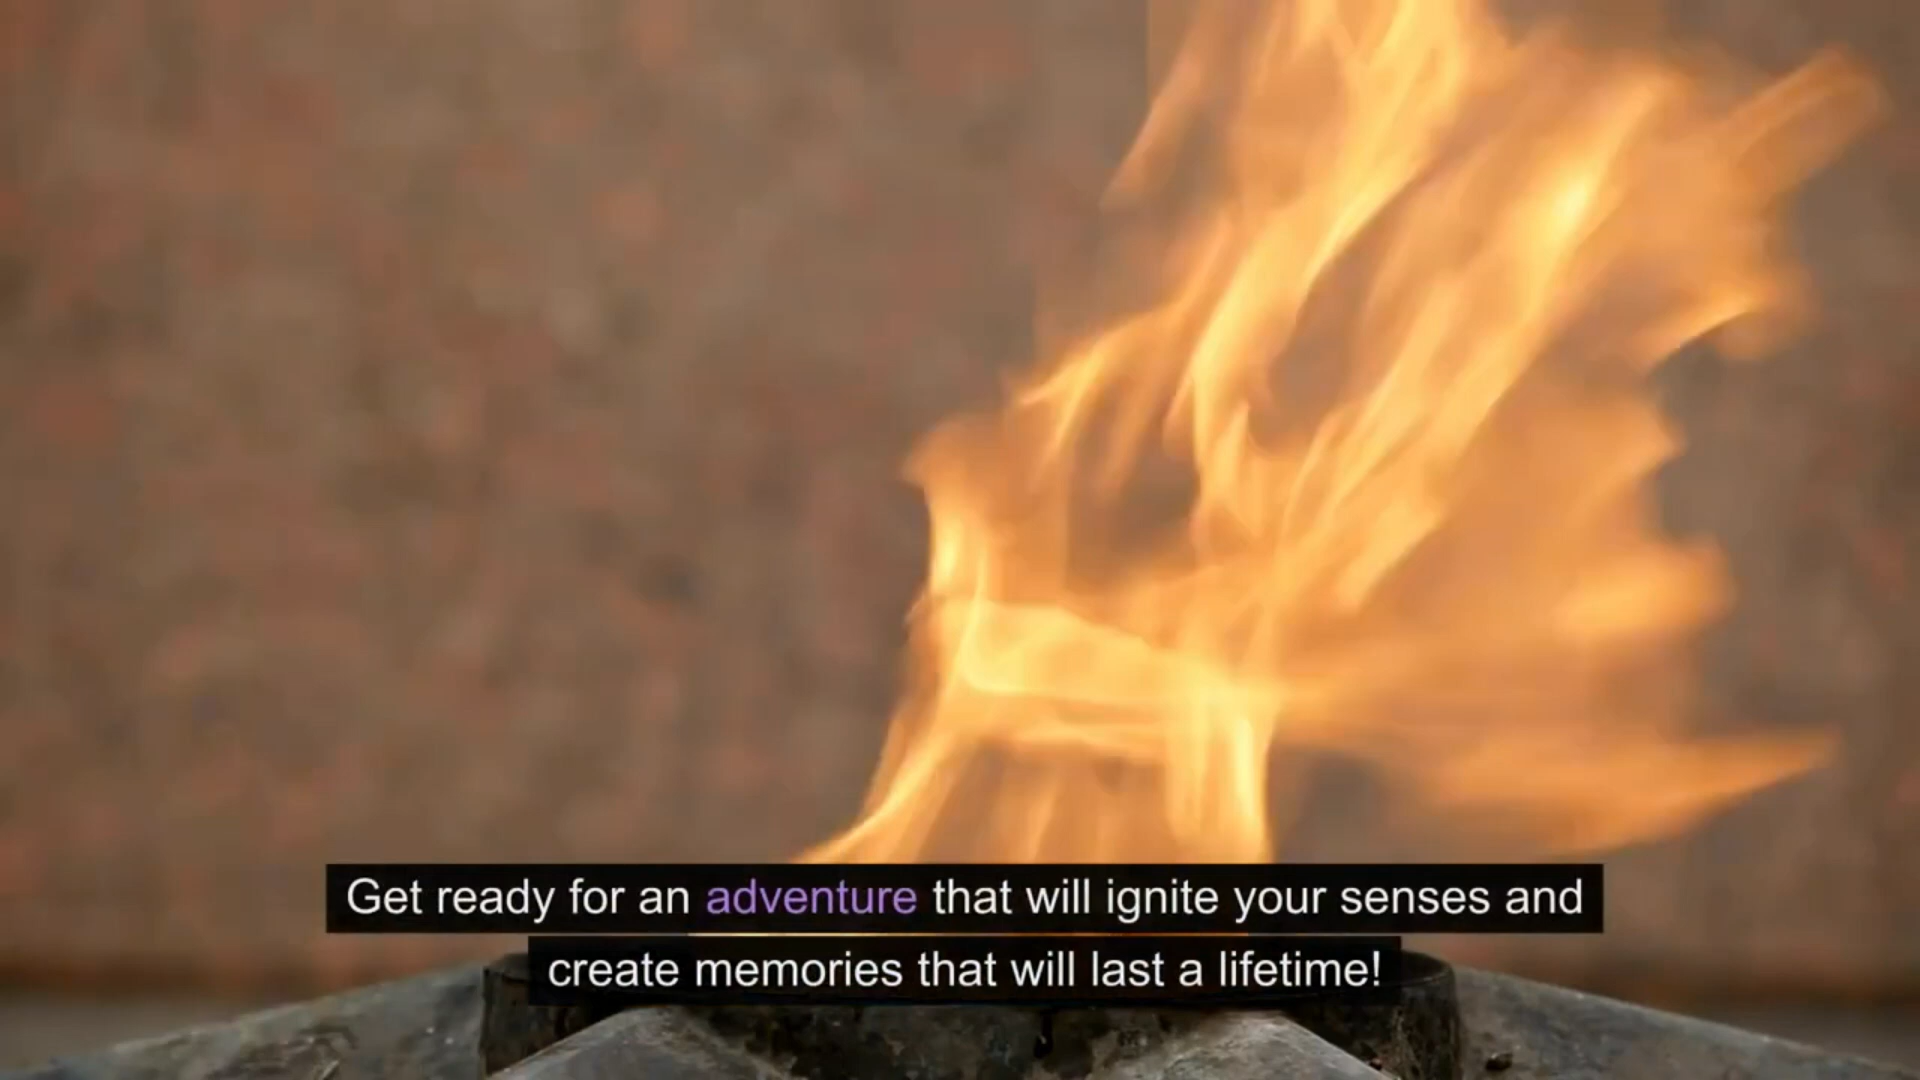 Get ready for an adventure that will ignite your senses and
create memories that will last a lifetime!